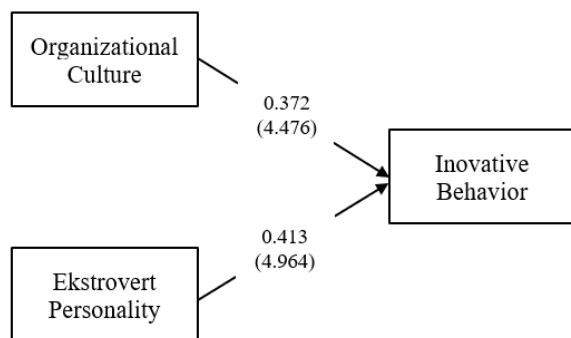 Organizational
Culture
0.372
(4.476)
Inovative
Behavior
0.413
(4.964)
Ekstrovert
Personality